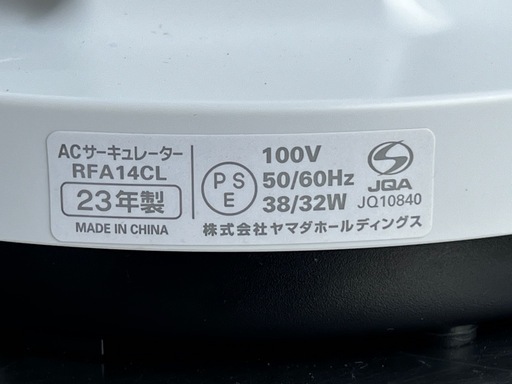 ACサーキュレーター
RFA14CL
23年製
MADE IN CHINA
PS
E
100V
50/60Hz
38/32W
JQA
JQ10840
株式会社ヤマダホールディングス